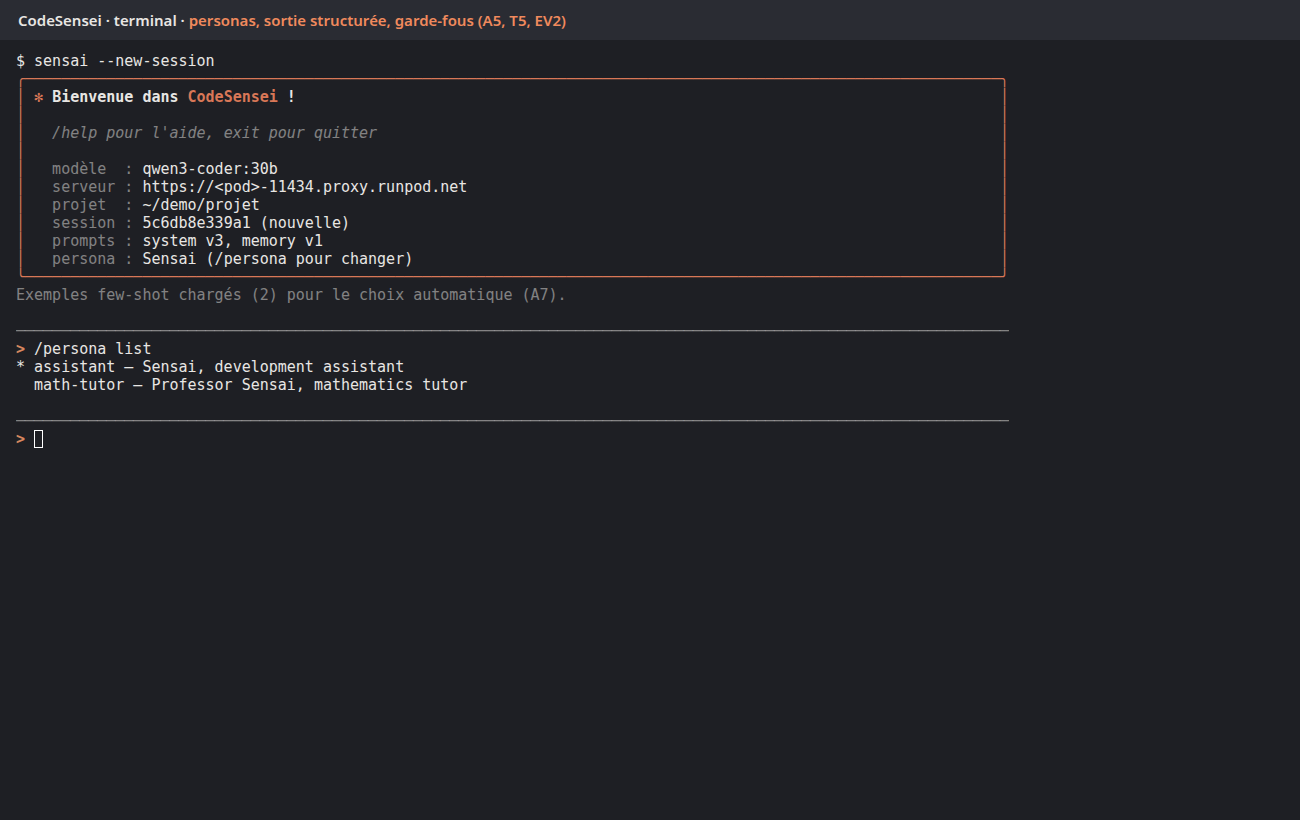 CodeSensei · terminal · personas, sortie structurée, garde-fous (A5, T5, EV2)
$ sensai --new-session
✻ Bienvenue dans CodeSensei !
/help pour l'aide, exit pour quitter
modèle : qwen3-coder:30b
serveur : https://<pod>-11434.proxy.runpod.net
projet : ~/demo/projet
session : 5c6db8e339a1 (nouvelle)
prompts : system v3, memory v1
persona : Sensai (/persona pour changer)
Exemples few-shot chargés (2) pour le choix automatique (A7).
> /persona list
* assistant — Sensai, development assistant
math-tutor — Professor Sensai, mathematics tutor
>